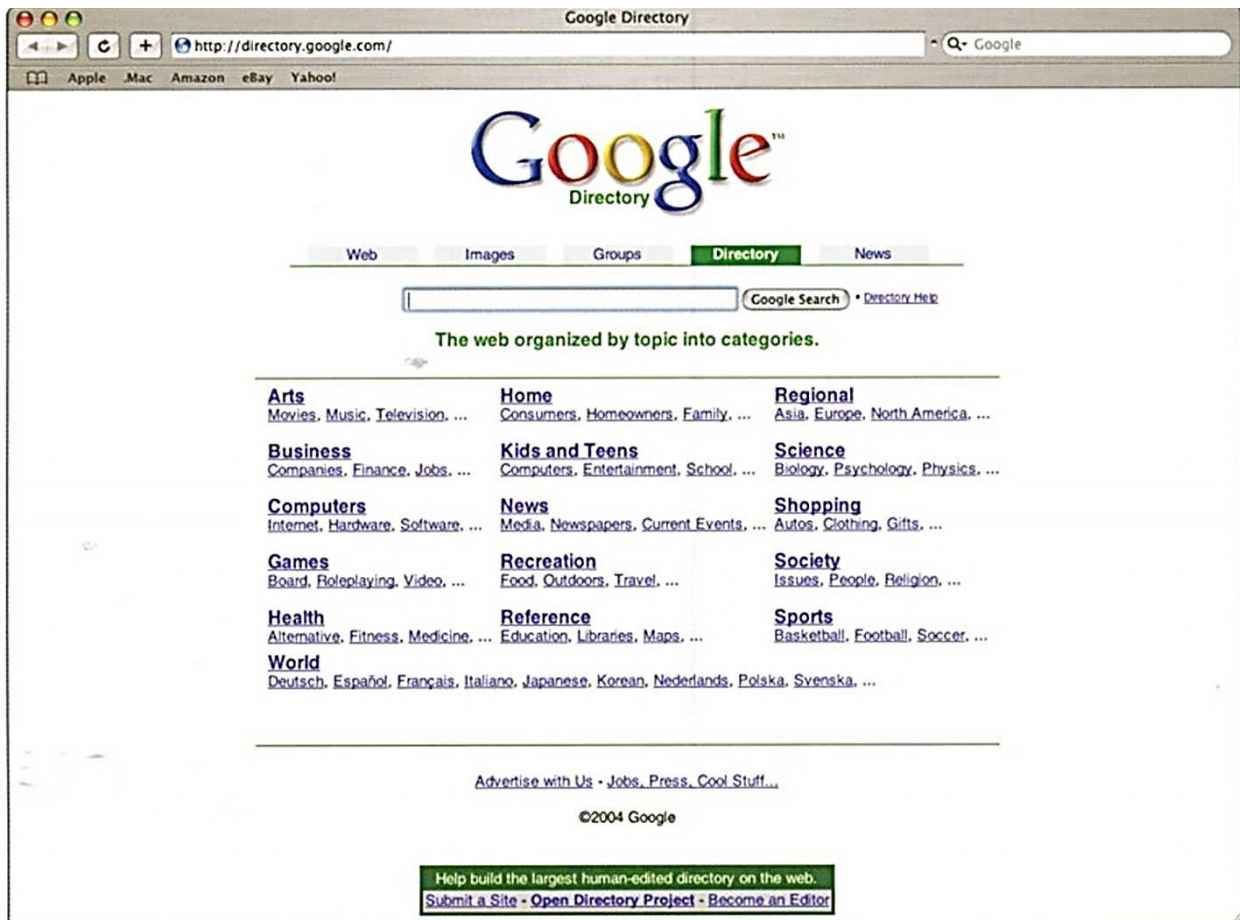 Google Directory
http://directory.google.com/
Google
Apple .Mac Amazon eBay Yahoo!
Google™
Directory
Web Images Groups Directory News
Google Search • Directory Help
The web organized by topic into categories.
Arts Home Regional
Movies, Music, Television, ... Consumers, Homeowners, Family, ... Asia, Europe, North America, ...
Business Kids and Teens Science
Companies, Finance, Jobs, ... Computers, Entertainment, School, ... Biology, Psychology, Physics, ...
Computers News Shopping
Internet, Hardware, Software, ... Media, Newspapers, Current Events, ... Autos, Clothing, Gifts, ...
Games Recreation Society
Board, Roleplaying, Video, ... Food, Outdoors, Travel, ... Issues, People, Religion, ...
Health Reference Sports
Alternative, Fitness, Medicine, ... Education, Libraries, Maps, ... Basketball, Football, Soccer, ...
World
Deutsch, Español, Français, Italiano, Japanese, Korean, Nederlands, Polska, Svenska, ...
Advertise with Us - Jobs, Press, Cool Stuff...
©2004 Google
Help build the largest human-edited directory on the web.
Submit a Site - Open Directory Project - Become an Editor